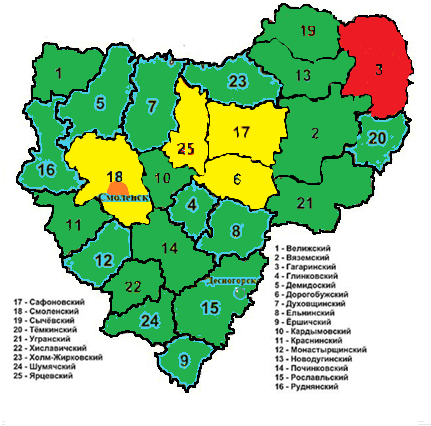 19
3
1
13
23
5
7
17
2
25
20
16
18
10
6
Смоленск
4
21
11
8
12
14
Десногорск
22
15
24
9
1 - Велижский
2 - Вяземский
3 - Гагаринский
4 - Глинковский
5 - Демидоский
6 - Дорогобужский
7 - Духовщинский
8 - Ельнинский
9 - Ёршичский
10 - Кардымовский
11 - Краснинский
12 - Монастырщинский
13 - Новодугинский
14 - Починковский
15 - Рославльский
16 - Руднянский
17 - Сафоновский
18 - Смоленский
19 - Сычёвский
20 - Тёмкинский
21 - Угранский
22 - Хиславичский
23 - Холм-Жирховский
24 - Шумячский
25 - Ярцевский